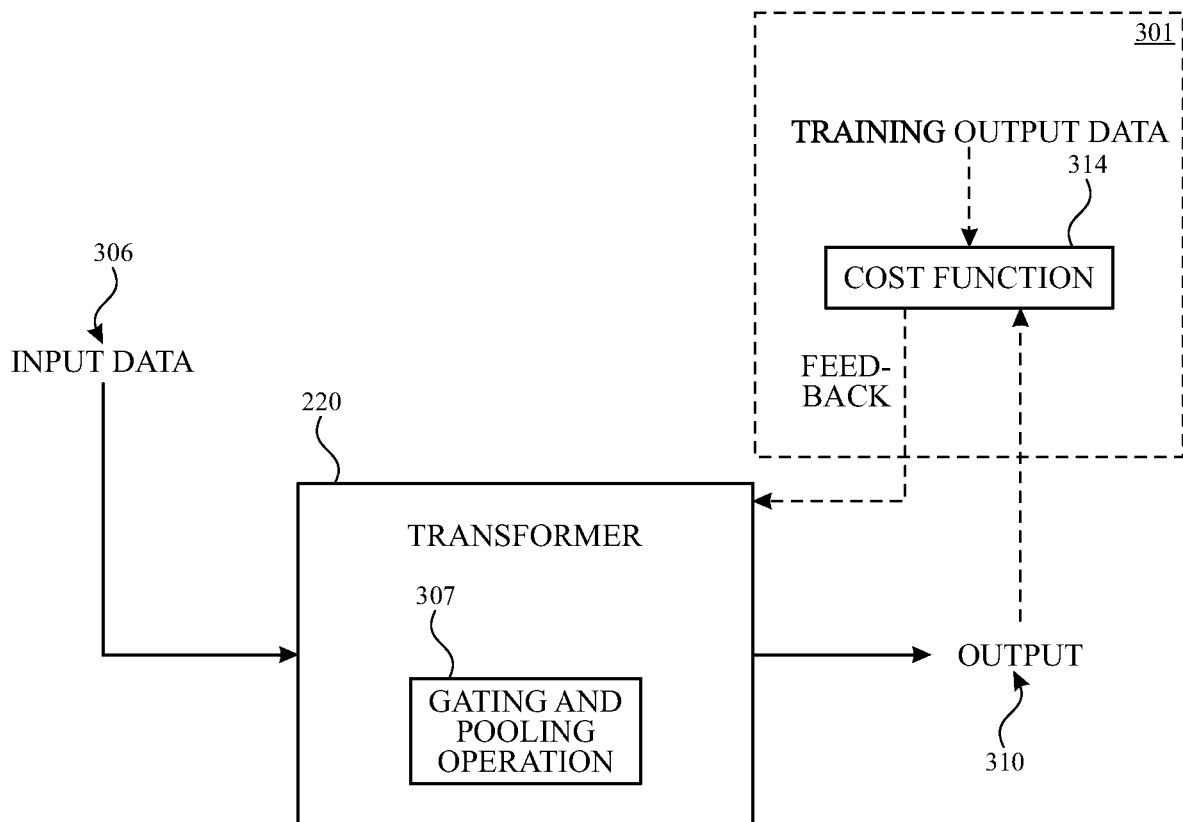 301
TRAINING OUTPUT DATA
314
COST FUNCTION
306
INPUT DATA
FEED-
BACK
220
TRANSFORMER
307
GATING AND
POOLING
OPERATION
OUTPUT
310